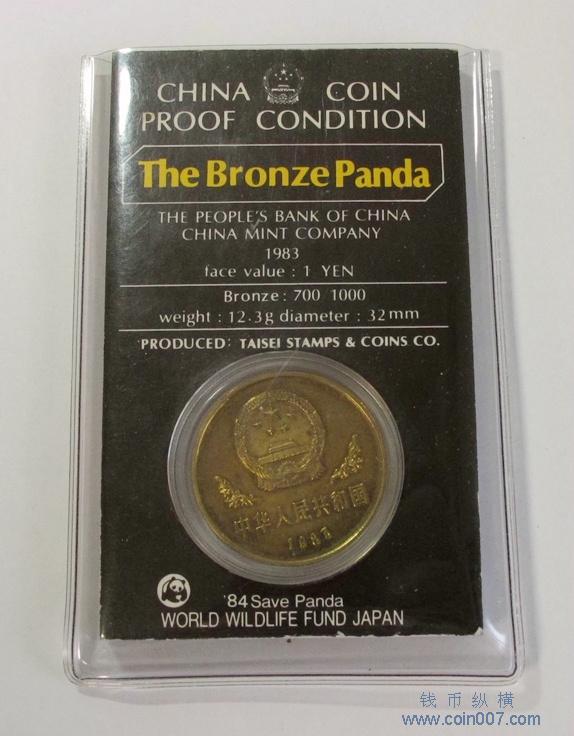 CHINA COIN
PROOF CONDITION
The Bronze Panda
THE PEOPLE'S BANK OF CHINA
CHINA MINT COMPANY
1983
face value : 1 YEN
Bronze : 700 1000
weight : 12.3g diameter : 32mm
PRODUCED: TAISEI STAMPS & COINS CO.
中华人民共和国
1983
'84 Save Panda
WORLD WILDLIFE FUND JAPAN
钱币纵横
www.coin007.com